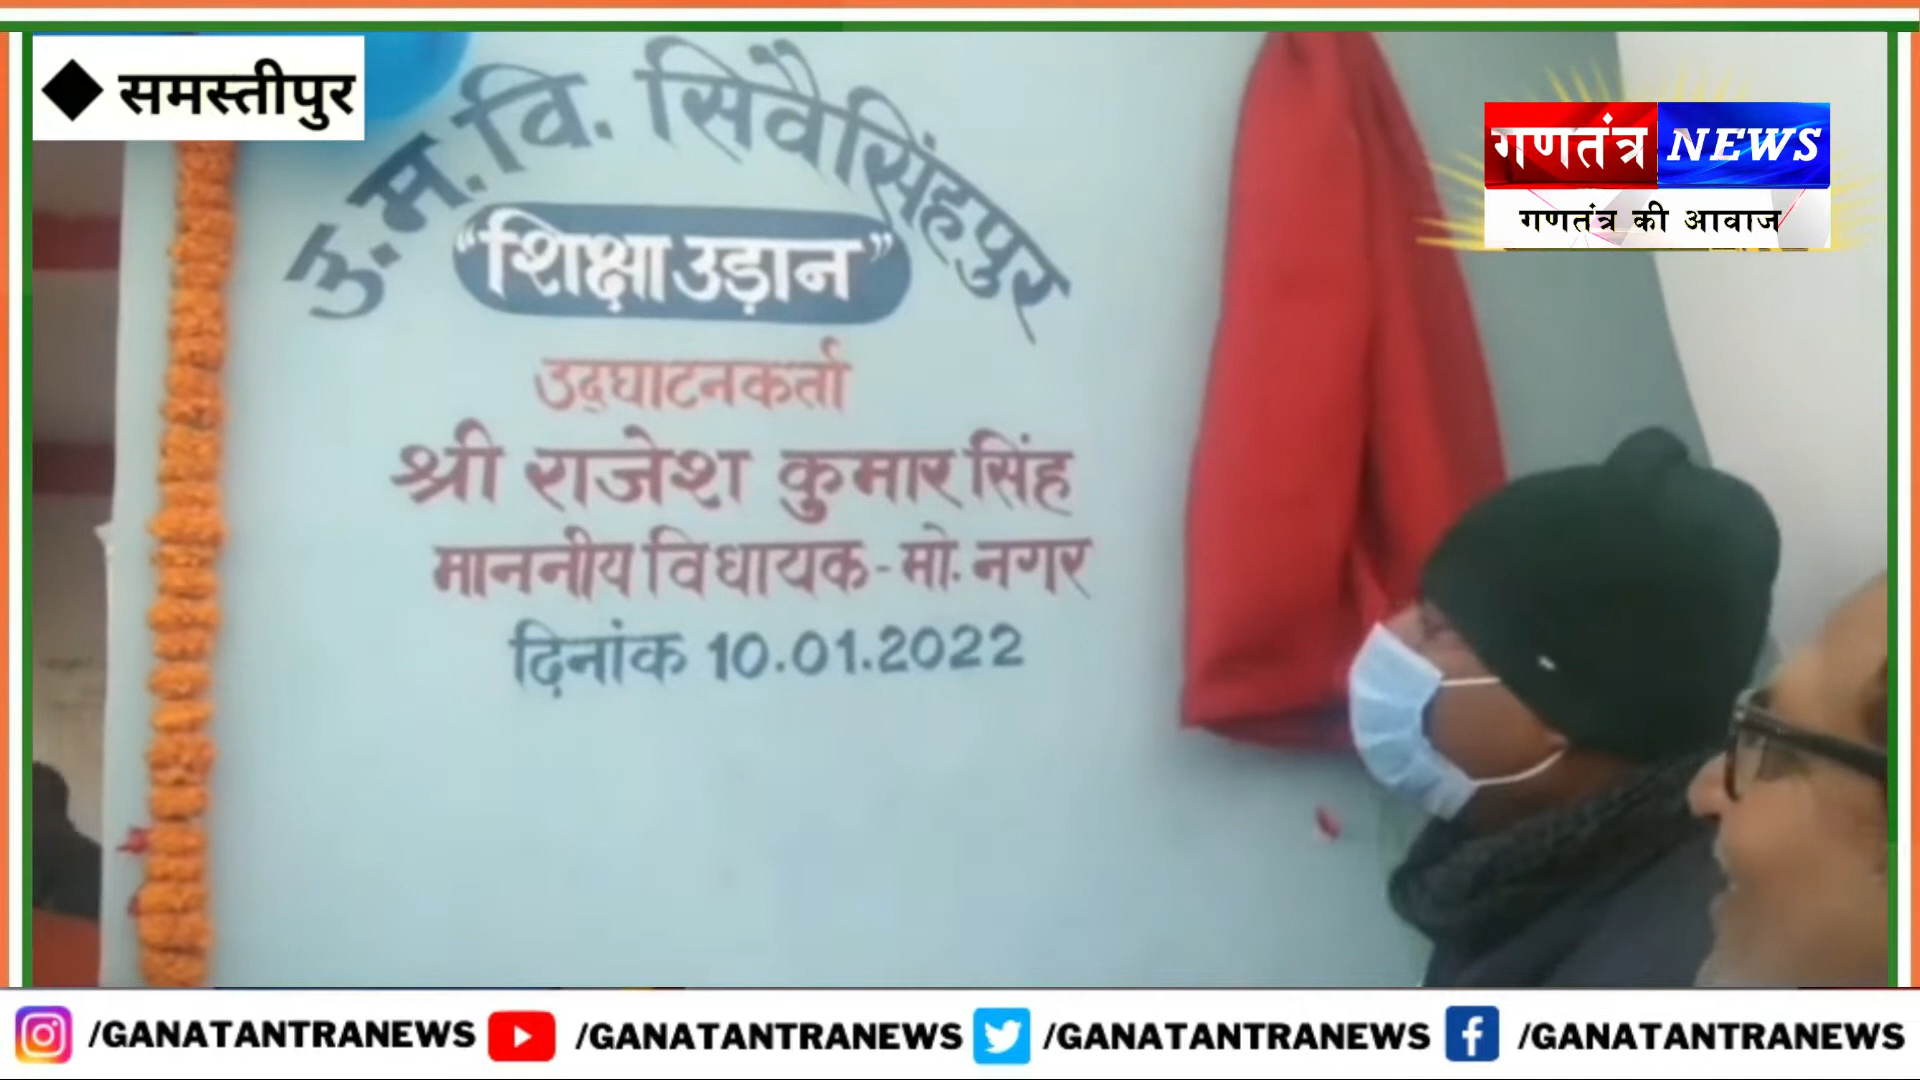 ◆ समस्तीपुर
गणतंत्र NEWS
गणतंत्र की आवाज
उ.म.वि. सिवैसिंहपुर
“शिक्षा उड़ान”
उद्घाटनकर्ता
श्री राजेश कुमार सिंह
माननीय विधायक - मो. नगर
दिनांक 10.01.2022
/GANATANTRANEWS /GANATANTRANEWS /GANATANTRANEWS /GANATANTRANEWS